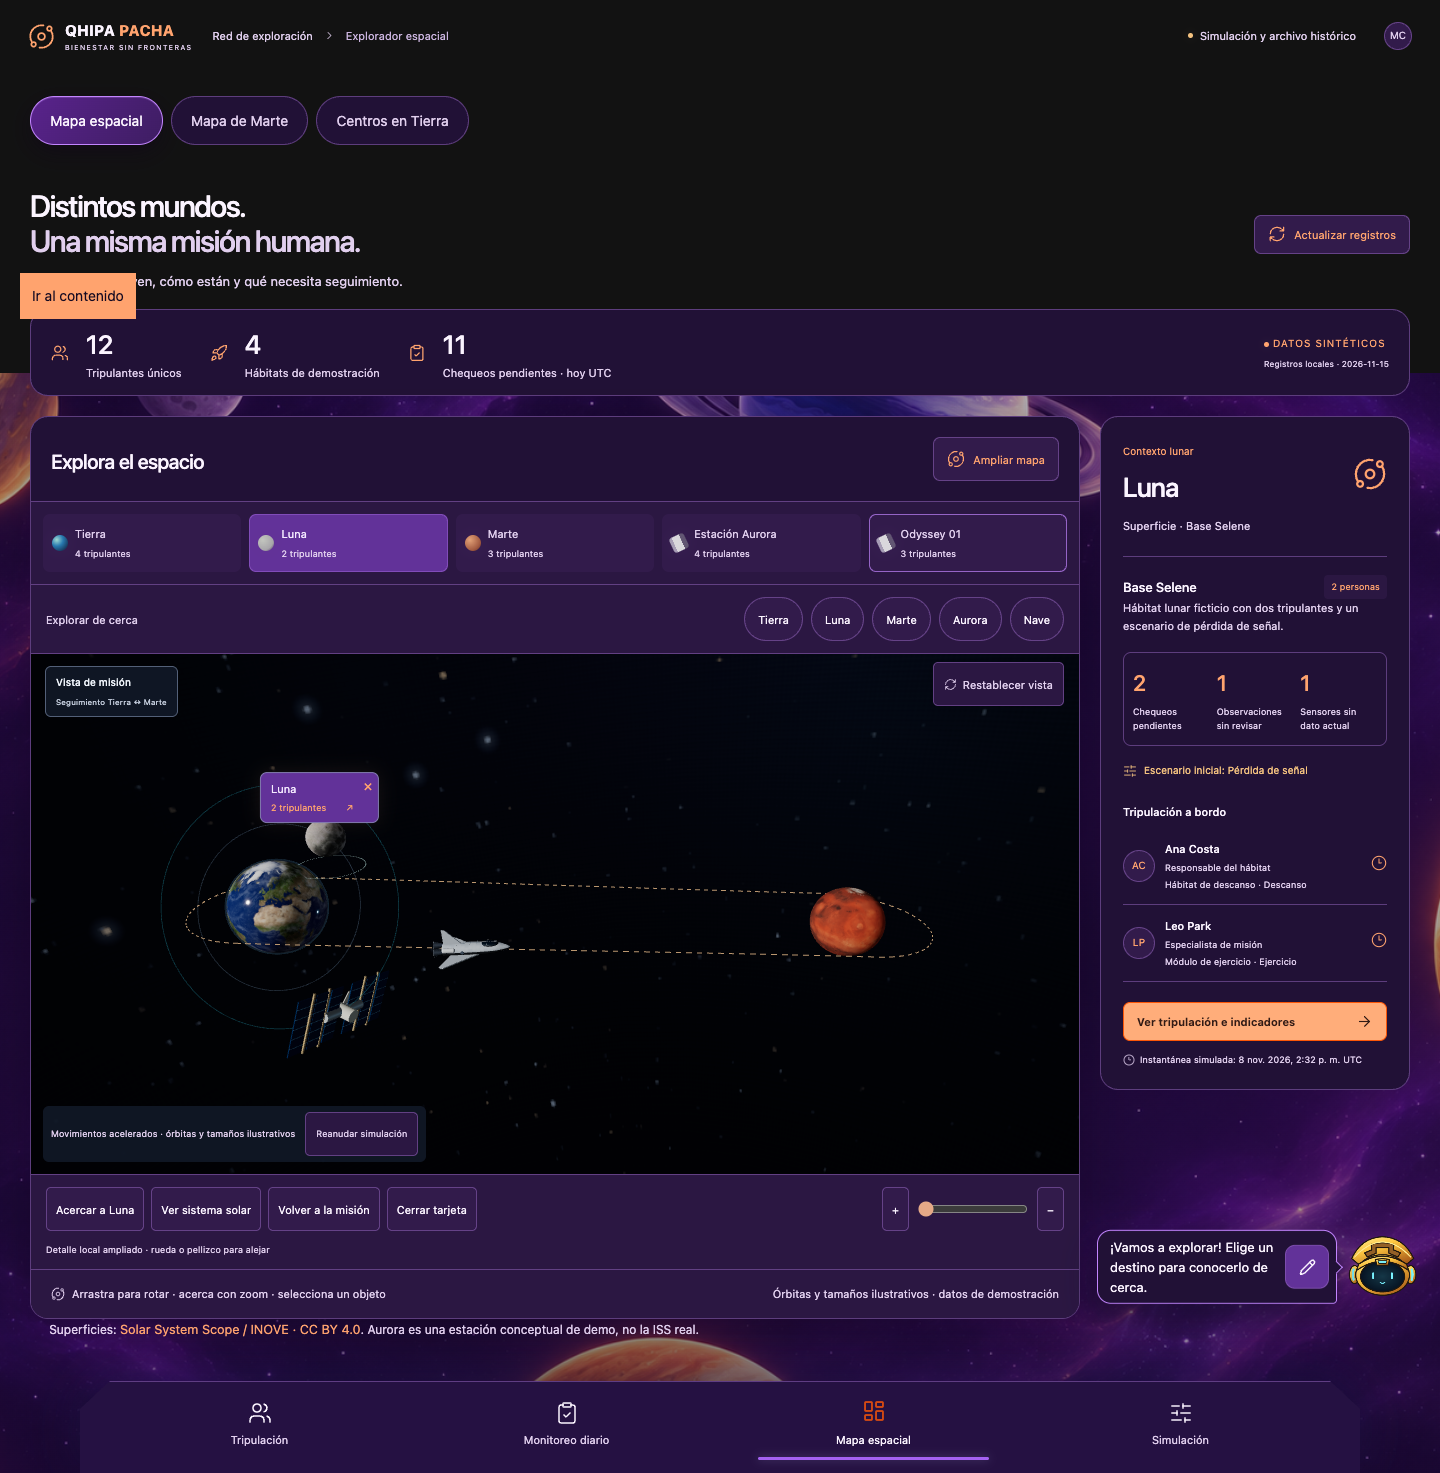 QHIPA PACHA
BIENESTAR SIN FRONTERAS
Red de exploración
Explorador espacial
Simulación y archivo histórico
MC
Mapa espacial
Mapa de Marte
Centros en Tierra
Distintos mundos.
Una misma misión humana.
Actualizar registros
Ir al contenido
cómo están y qué necesita seguimiento.
12
Tripulantes únicos
4
Hábitats de demostración
11
Chequeos pendientes · hoy UTC
DATOS SINTÉTICOS
Registros locales · 2026-11-15
Explora el espacio
Ampliar mapa
Tierra
4 tripulantes
Luna
2 tripulantes
Marte
3 tripulantes
Estación Aurora
4 tripulantes
Odyssey 01
3 tripulantes
Explorar de cerca
Tierra
Luna
Marte
Aurora
Nave
Vista de misión
Seguimiento Tierra ↔ Marte
Restablecer vista
Luna
×
2 tripulantes ↗
Movimientos acelerados · órbitas y tamaños ilustrativos
Reanudar simulación
Acercar a Luna
Ver sistema solar
Volver a la misión
Cerrar tarjeta
+
−
Detalle local ampliado · rueda o pellizco para alejar
Arrastra para rotar · acerca con zoom · selecciona un objeto
Órbitas y tamaños ilustrativos · datos de demostración
Superficies: Solar System Scope / INOVE · CC BY 4.0. Aurora es una estación conceptual de demo, no la ISS real.
Contexto lunar
Luna
Superficie · Base Selene
Base Selene
2 personas
Hábitat lunar ficticio con dos tripulantes y un
escenario de pérdida de señal.
2
Chequeos
pendientes
1
Observaciones
sin revisar
1
Sensores sin
dato actual
Escenario inicial: Pérdida de señal
Tripulación a bordo
AC
Ana Costa
Responsable del hábitat
Hábitat de descanso · Descanso
LP
Leo Park
Especialista de misión
Módulo de ejercicio · Ejercicio
Ver tripulación e indicadores
Instantánea simulada: 8 nov. 2026, 2:32 p. m. UTC
¡Vamos a explorar! Elige un
destino para conocerlo de
cerca.
Tripulación
Monitoreo diario
Mapa espacial
Simulación